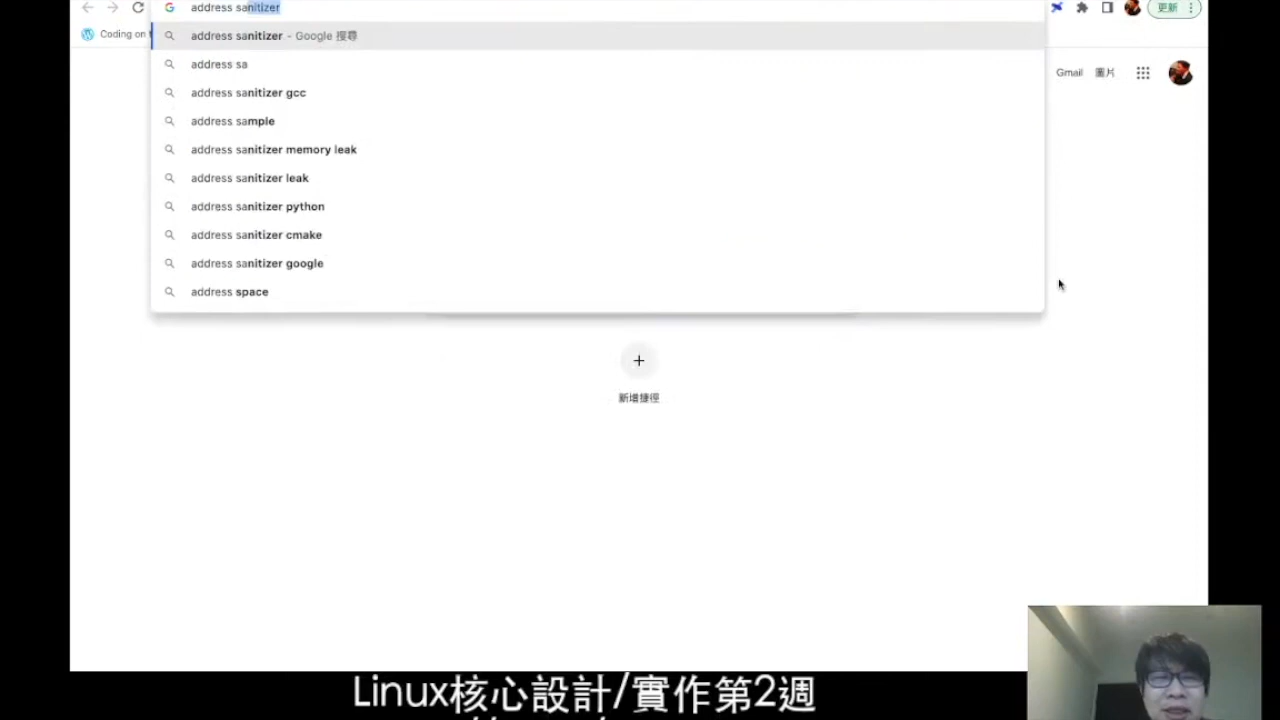 address sanitizer
更新
Coding on
address sanitizer - Google 搜尋
address sa
Gmail 圖片
address sanitizer gcc
address sample
address sanitizer memory leak
address sanitizer leak
address sanitizer python
address sanitizer cmake
address sanitizer google
address space
新增捷徑
Linux核心設計/實作第2週